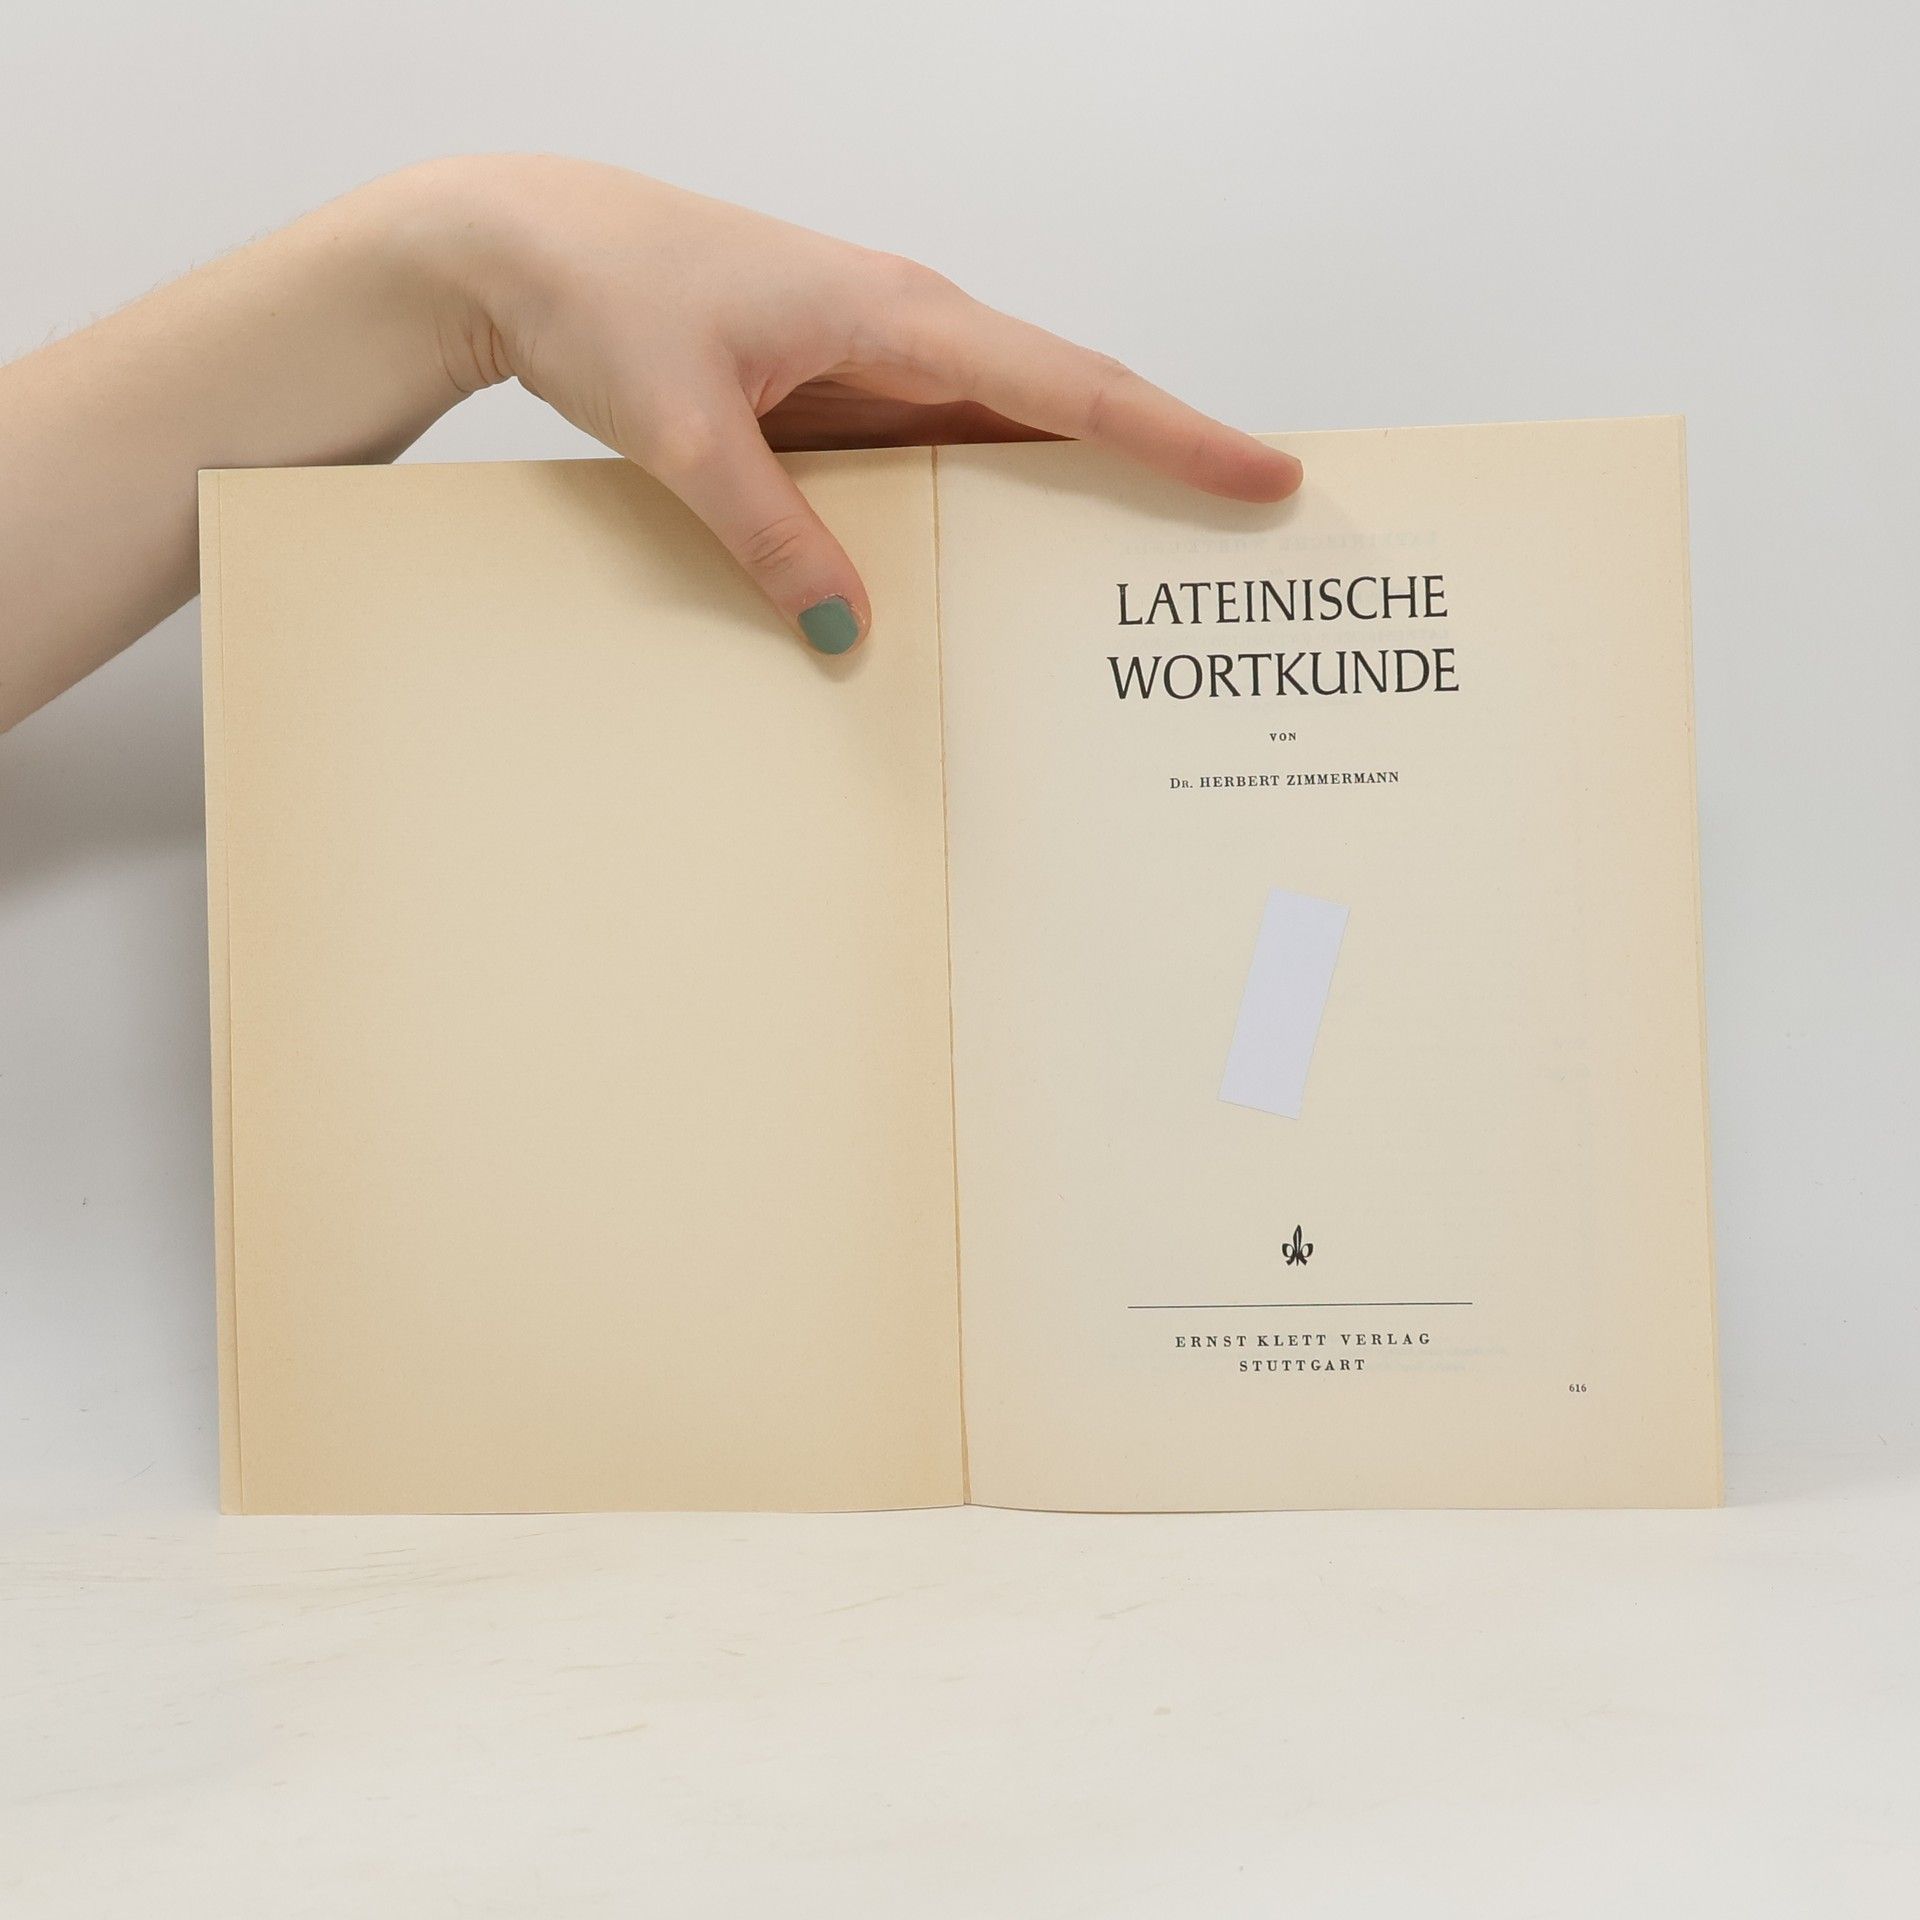 LATEINISCHE
WORTKUNDE
VON
DR. HERBERT ZIMMERMANN
ERNST KLETT VERLAG
STUTTGART
616